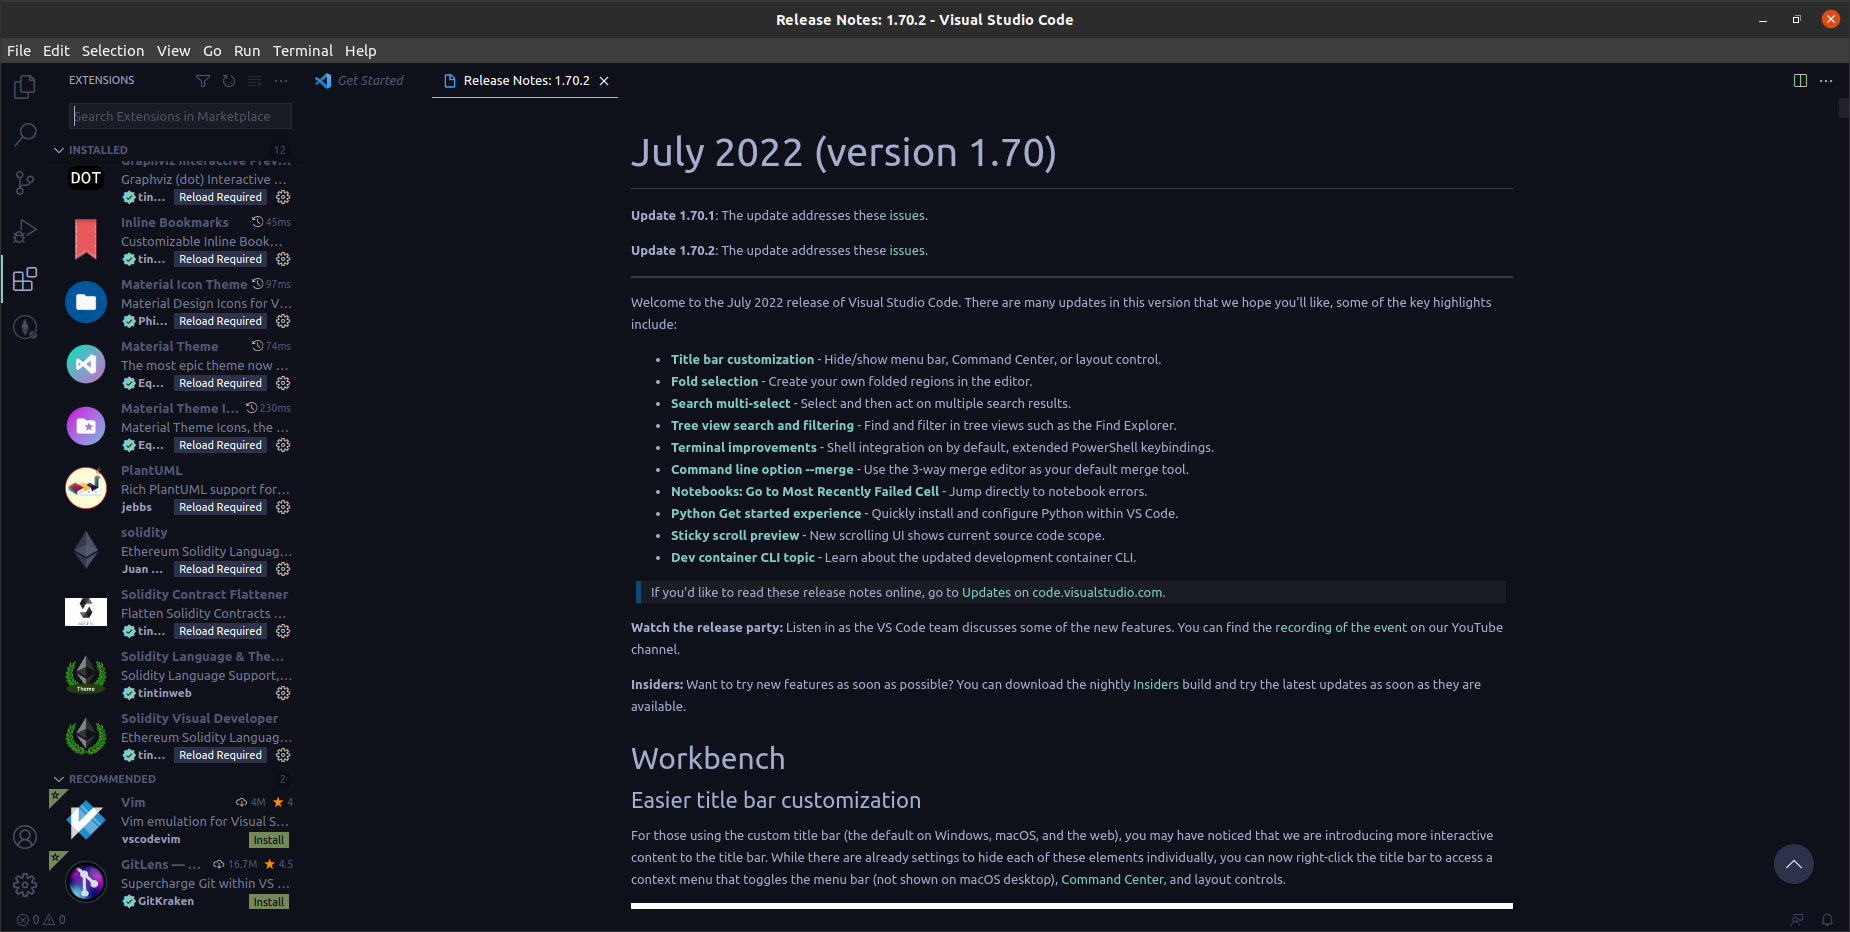 Release Notes: 1.70.2 - Visual Studio Code
File Edit Selection View Go Run Terminal Help
EXTENSIONS
Search Extensions in Marketplace
INSTALLED 12
Graphviz Interactive Prev...
DOT
Graphviz (dot) Interactive ...
tin... Reload Required
Inline Bookmarks 45ms
Customizable Inline Book...
tin... Reload Required
Material Icon Theme 97ms
Material Design Icons for V...
Phi... Reload Required
Material Theme 74ms
The most epic theme now ...
Eq... Reload Required
Material Theme I... 230ms
Material Theme Icons, the ...
Eq... Reload Required
PlantUML
Rich PlantUML support for...
jebbs Reload Required
solidity
Ethereum Solidity Languag...
Juan ... Reload Required
Solidity Contract Flattener
Flatten Solidity Contracts ...
solidity
tin... Reload Required
Solidity Language & The...
Solidity Language Support,...
Theme
tintinweb
Solidity Visual Developer
Ethereum Solidity Languag...
tin... Reload Required
RECOMMENDED 2
Vim 4M 4
Vim emulation for Visual S...
vscodevim Install
GitLens — ... 16.7M 4.5
Supercharge Git within VS ...
GitKraken Install
0 0
Get Started
Release Notes: 1.70.2
July 2022 (version 1.70)
Update 1.70.1: The update addresses these issues.
Update 1.70.2: The update addresses these issues.
Welcome to the July 2022 release of Visual Studio Code. There are many updates in this version that we hope you'll like, some of the key highlights
include:
• Title bar customization - Hide/show menu bar, Command Center, or layout control.
• Fold selection - Create your own folded regions in the editor.
• Search multi-select - Select and then act on multiple search results.
• Tree view search and filtering - Find and filter in tree views such as the Find Explorer.
• Terminal improvements - Shell integration on by default, extended PowerShell keybindings.
• Command line option --merge - Use the 3-way merge editor as your default merge tool.
• Notebooks: Go to Most Recently Failed Cell - Jump directly to notebook errors.
• Python Get started experience - Quickly install and configure Python within VS Code.
• Sticky scroll preview - New scrolling UI shows current source code scope.
• Dev container CLI topic - Learn about the updated development container CLI.
If you'd like to read these release notes online, go to Updates on code.visualstudio.com.
Watch the release party: Listen in as the VS Code team discusses some of the new features. You can find the recording of the event on our YouTube
channel.
Insiders: Want to try new features as soon as possible? You can download the nightly Insiders build and try the latest updates as soon as they are
available.
Workbench
Easier title bar customization
For those using the custom title bar (the default on Windows, macOS, and the web), you may have noticed that we are introducing more interactive
content to the title bar. While there are already settings to hide each of these elements individually, you can now right-click the title bar to access a
context menu that toggles the menu bar (not shown on macOS desktop), Command Center, and layout controls.